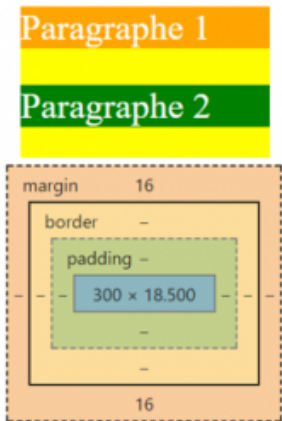 Paragraphe 1
Paragraphe 2
margin 16
border –
padding –
– – – 300 × 18.500 – – –
–
–
16